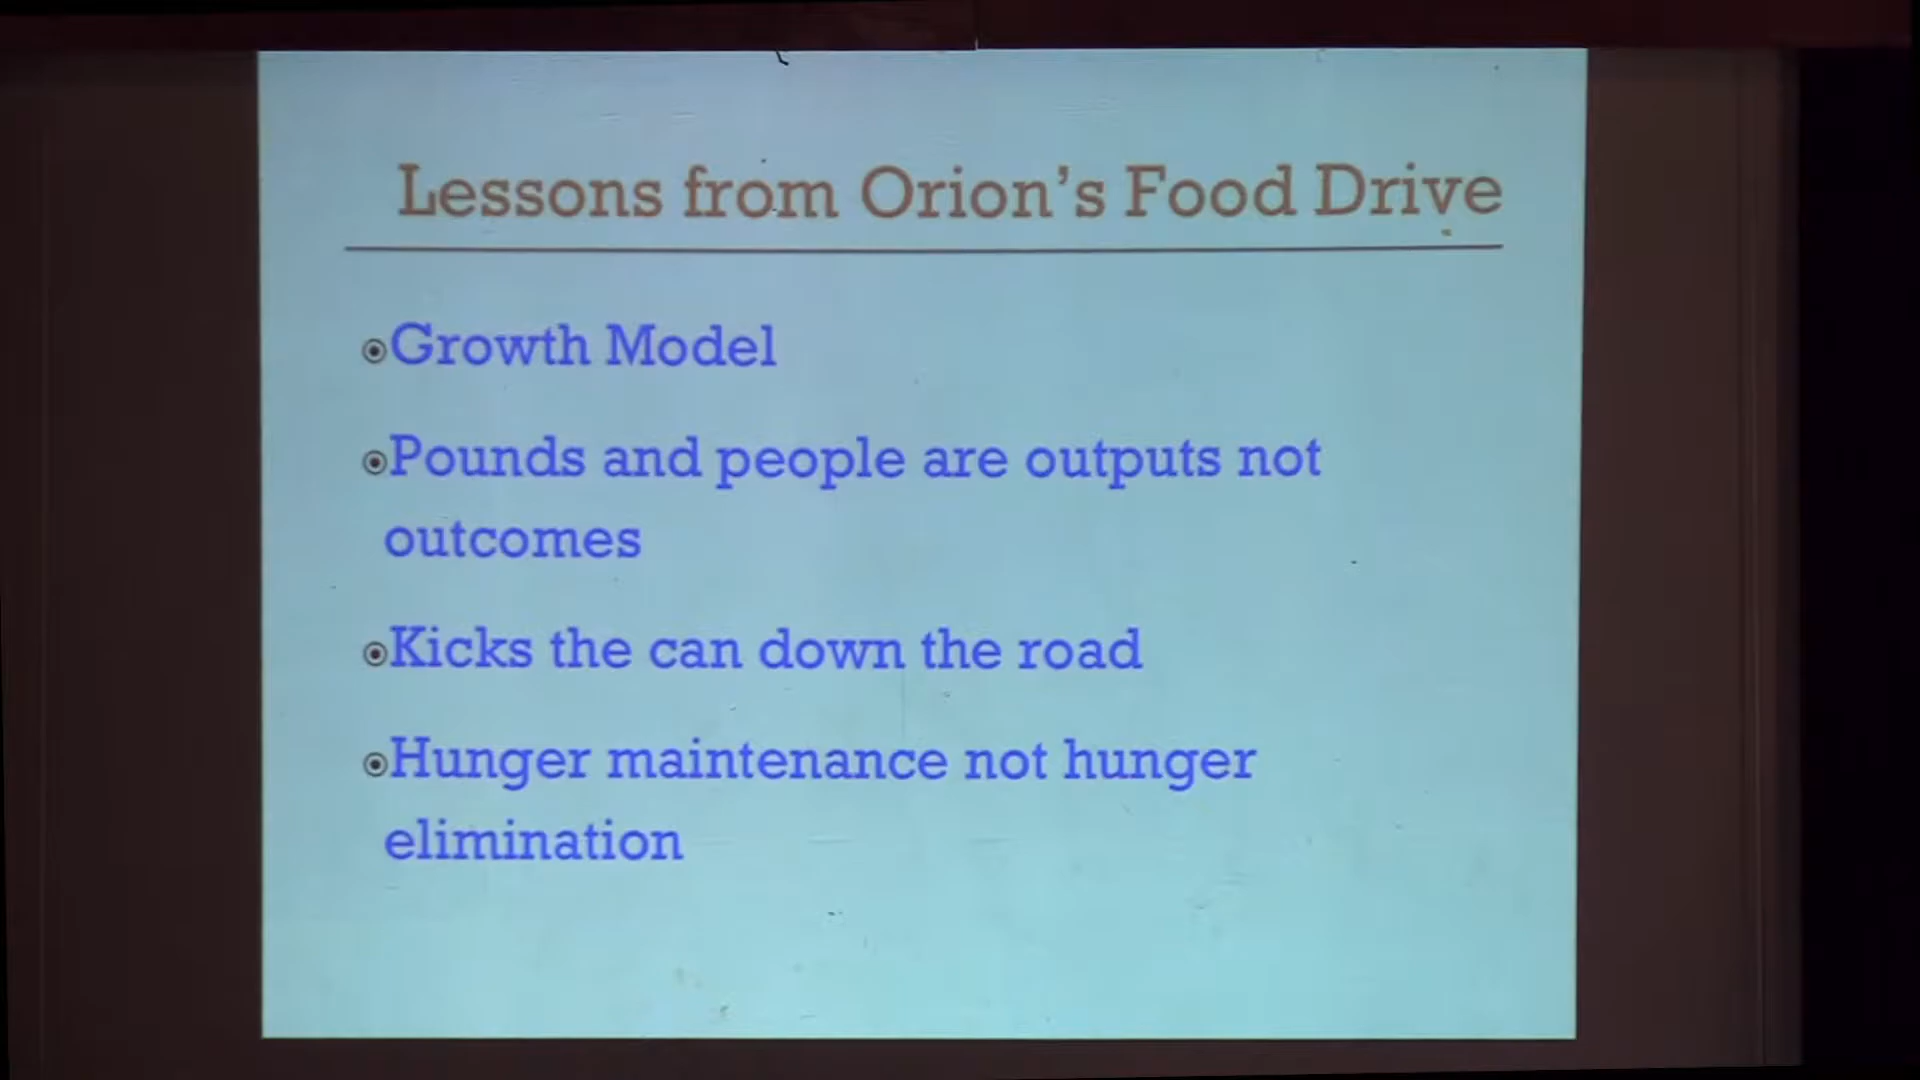 Lessons from Orion's Food Drive
Growth Model
Pounds and people are outputs not
outcomes
Kicks the can down the road
Hunger maintenance not hunger
elimination